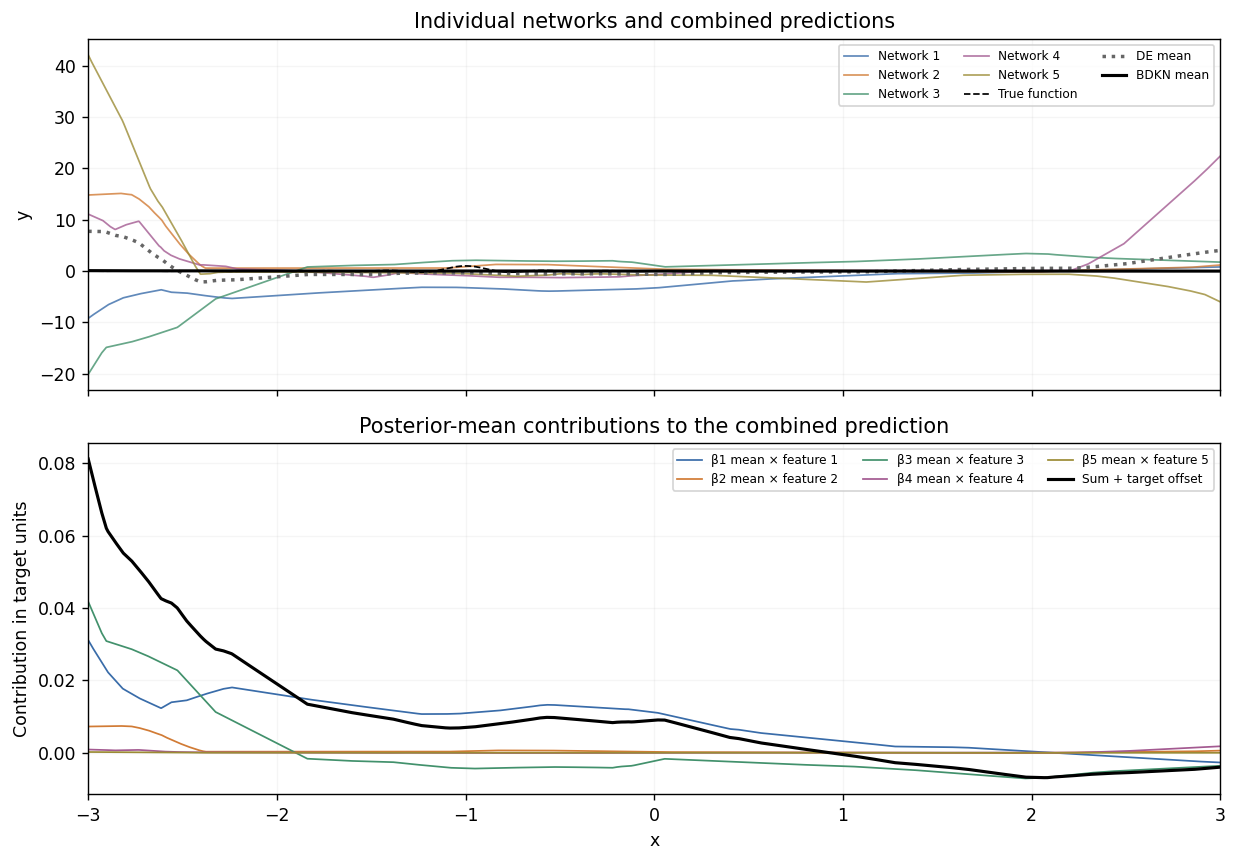 Individual networks and combined predictions
Network 1
Network 2
Network 3
Network 4
Network 5
True function
DE mean
BDKN mean
40
30
20
10
0
−10
−20
y
Posterior-mean contributions to the combined prediction
β1 mean × feature 1
β2 mean × feature 2
β3 mean × feature 3
β4 mean × feature 4
β5 mean × feature 5
Sum + target offset
0.08
0.06
0.04
0.02
0.00
Contribution in target units
−3
−2
−1
0
1
2
3
x